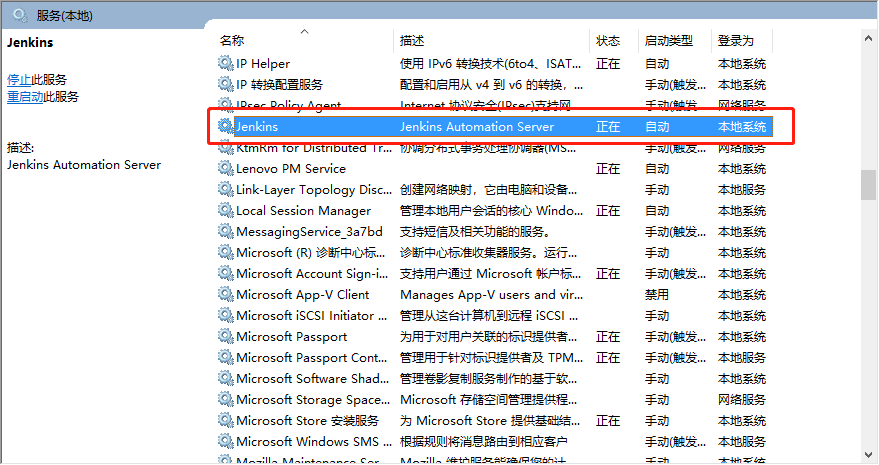 服务(本地)
Jenkins
停止此服务
重启动此服务
描述:
Jenkins Automation Server
名称 描述 状态 启动类型 登录为
IP Helper 使用 IPv6 转换技术(6to4、ISAT... 正在 自动 本地系统
IP 转换配置服务 配置和启用从 v4 到 v6 的转换, 手动(触发... 本地系统
IPsec Policy Agent Internet 协议安全(IPsec)支持网 手动(触发... 网络服务
Jenkins Jenkins Automation Server 正在 自动 本地系统
KtmRm for Distributed Tr... 协调分布式事务处理协调器(MS... 手动(触发... 网络服务
Lenovo PM Service 正在 自动 本地系统
Link-Layer Topology Disc... 创建网络映射，它由电脑和设备... 手动 本地服务
Local Session Manager 管理本地用户会话的核心 Windo... 正在 自动 本地系统
MessagingService_3a7bd 支持短信及相关功能的服务。 手动(触发... 本地系统
Microsoft (R) 诊断中心标... 诊断中心标准收集器服务。运行... 手动 本地系统
Microsoft Account Sign-i... 支持用户通过 Microsoft 帐户标... 正在 手动(触发... 本地系统
Microsoft App-V Client Manages App-V users and vir... 禁用 本地系统
Microsoft iSCSI Initiator ... 管理从这台计算机到远程 iSCSI 手动 本地系统
Microsoft Passport 为用于对用户关联的标识提供者... 正在 手动(触发... 本地系统
Microsoft Passport Cont... 管理用于针对标识提供者及 TPM... 正在 手动(触发... 本地服务
Microsoft Software Shad... 管理卷影复制服务制作的基于软... 手动 本地系统
Microsoft Storage Space... Microsoft 存储空间管理提供程... 手动 网络服务
Microsoft Store 安装服务 为 Microsoft Store 提供基础结... 正在 手动 本地系统
Microsoft Windows SMS ... 根据规则将消息路由到相应客户 手动(触发... 本地系统
Mozilla Maintenance Ser... Mozilla 维护服务能确保您的计 手动 本地系统